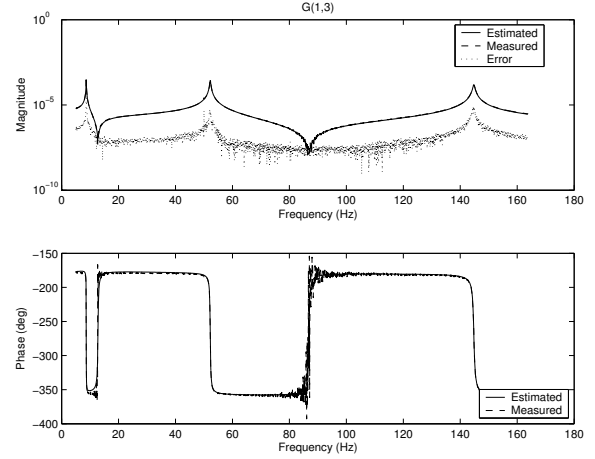 G(1,3)
10^0
10^-5
10^-10
Magnitude
Estimated
Measured
Error
0 20 40 60 80 100 120 140 160 180
Frequency (Hz)
-150
-200
-250
-300
-350
-400
Phase (deg)
Estimated
Measured
0 20 40 60 80 100 120 140 160 180
Frequency (Hz)